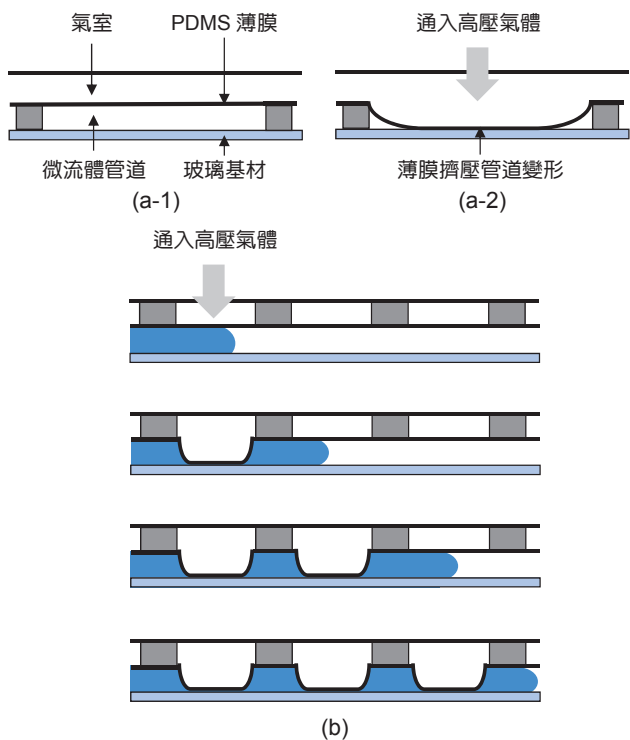 氣室
PDMS 薄膜
微流體管道
玻璃基材
(a-1)
通入高壓氣體
薄膜擠壓管道變形
(a-2)
通入高壓氣體
(b)